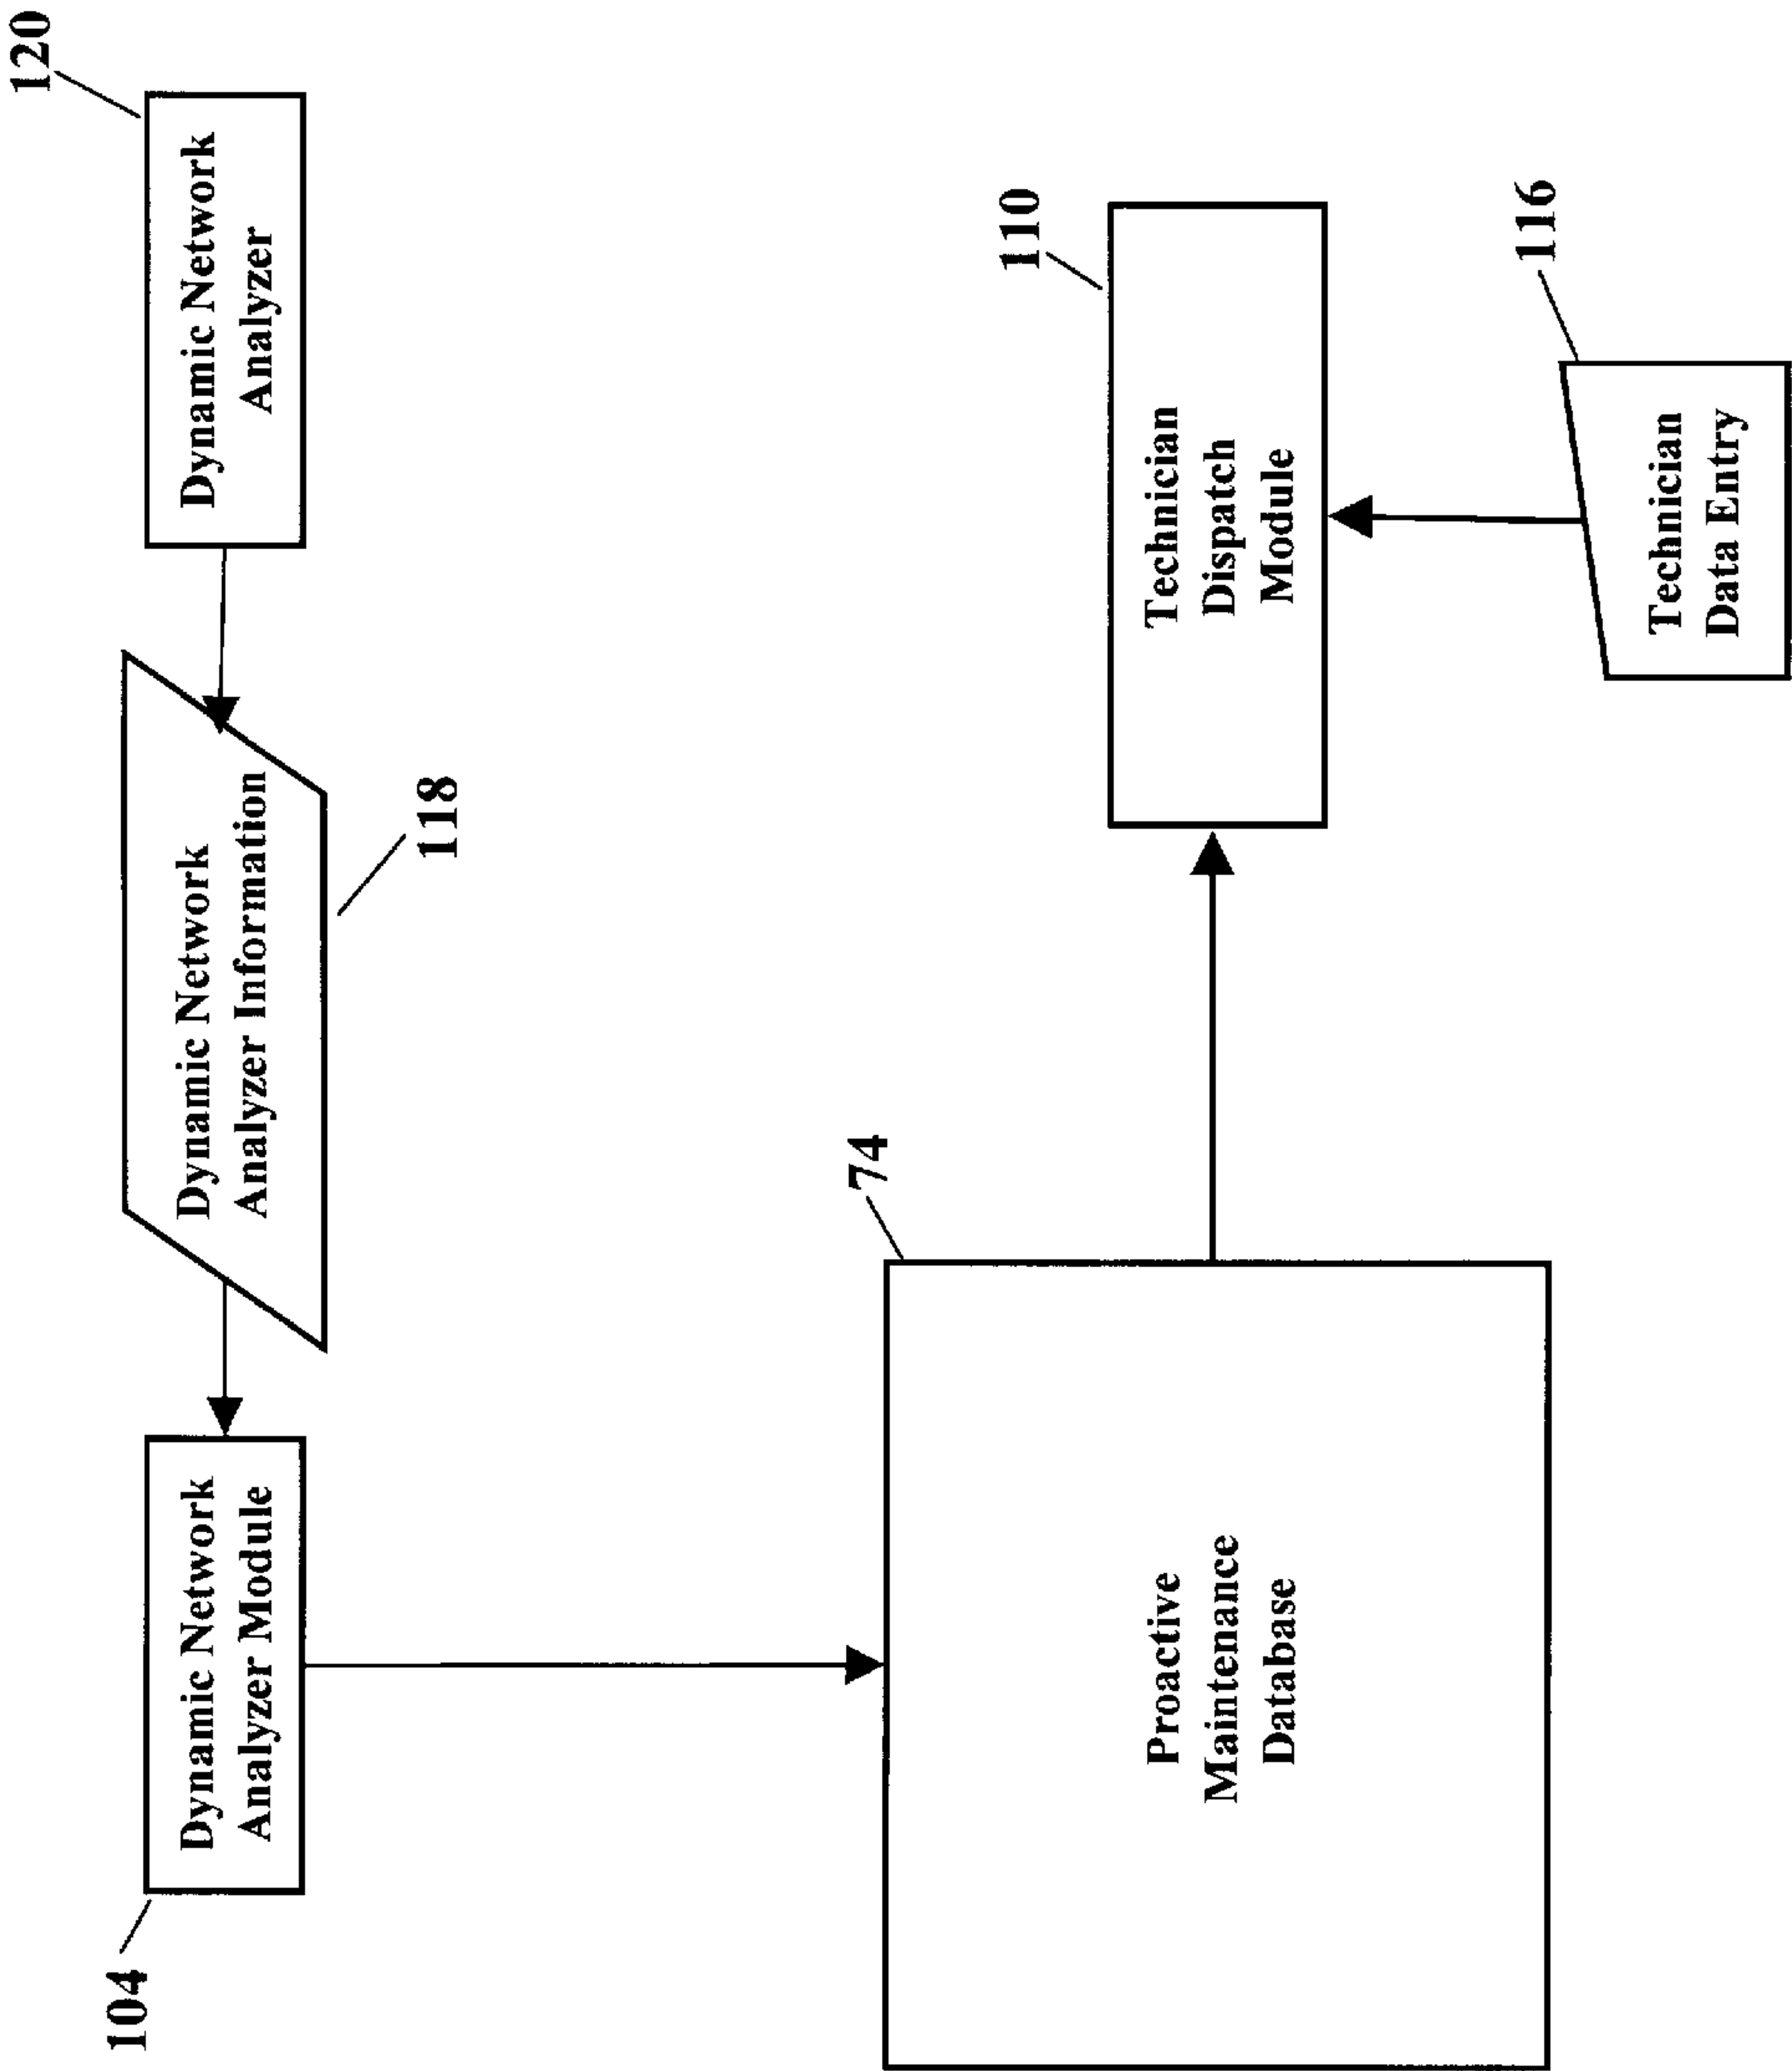 104
Dynamic Network
Analyzer Module
Dynamic Network
Analyzer Information
118
Dynamic Network
Analyzer
120
Proactive
Maintenance
Database
74
Technician
Dispatch
Module
110
Technician
Data Entry
116